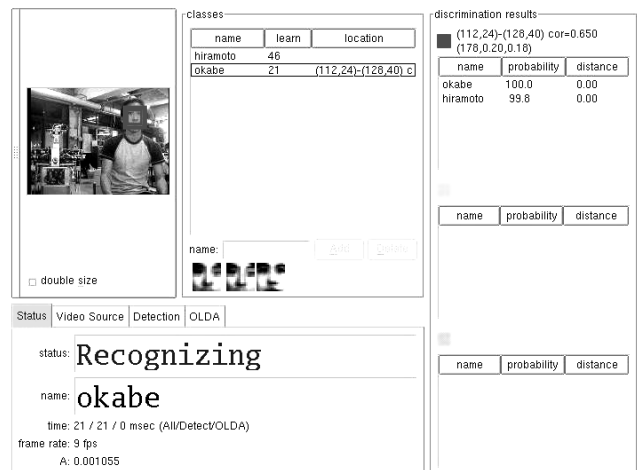 classes
name learn location
hiramoto 46
okabe 21 (112,24)-(128,40) c
name:
Add Delete
double size
discrimination results
(112,24)-(128,40) cor=0.650
(178,0.20,0.18)
name probability distance
okabe 100.0 0.00
hiramoto 99.8 0.00
name probability distance
name probability distance
Status Video Source Detection OLDA
status: Recognizing
name: okabe
time: 21 / 21 / 0 msec (All/Detect/OLDA)
frame rate: 9 fps
A: 0.001055